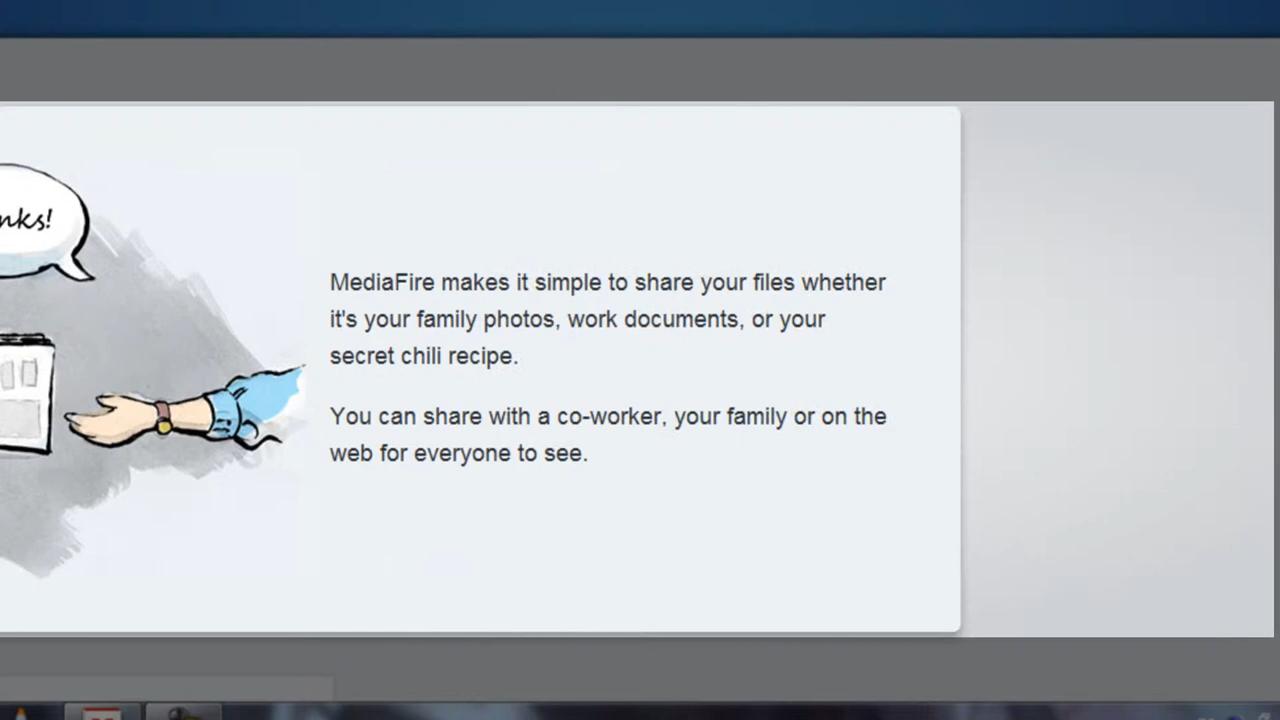 nks!
MediaFire makes it simple to share your files whether
it's your family photos, work documents, or your
secret chili recipe.
You can share with a co-worker, your family or on the
web for everyone to see.